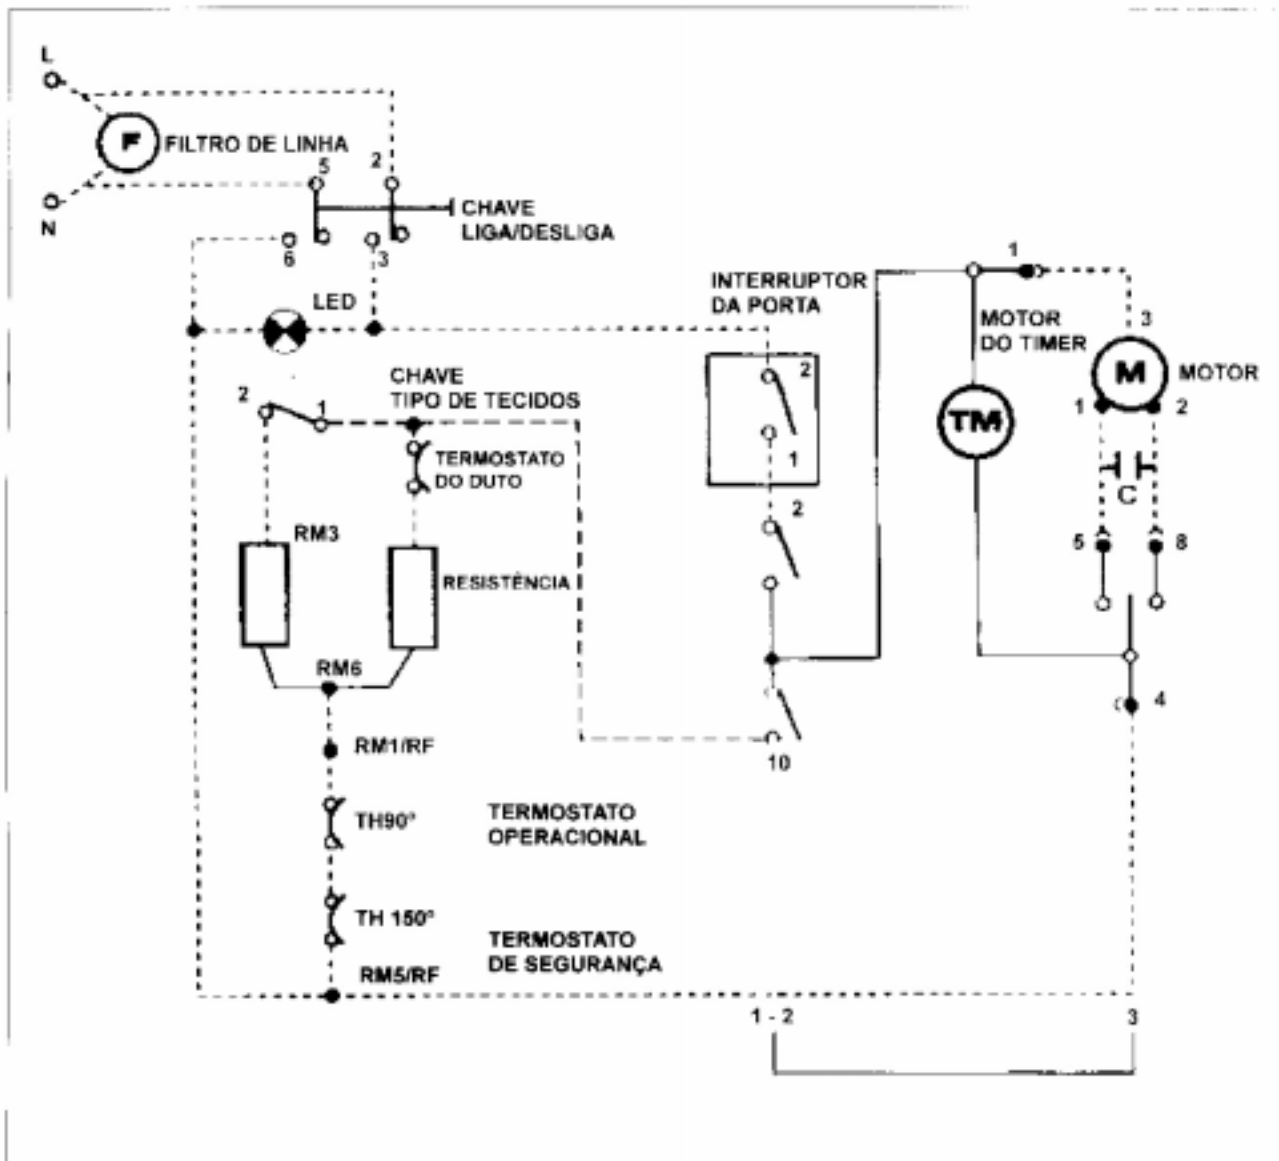 L
F
FILTRO DE LINHA
N
5
2
CHAVE
LIGA/DESLIGA
6
3
LED
INTERRUPTOR
DA PORTA
1
MOTOR
DO TIMER
3
M
MOTOR
1
2
2
1
CHAVE
TIPO DE TECIDOS
2
1
TM
TERMOSTATO
DO DUTO
C
2
5
8
RM3
RESISTÊNCIA
RM6
4
RM1/RF
10
TH90°
TERMOSTATO
OPERACIONAL
TH 150°
TERMOSTATO
DE SEGURANÇA
RM5/RF
1 - 2
3